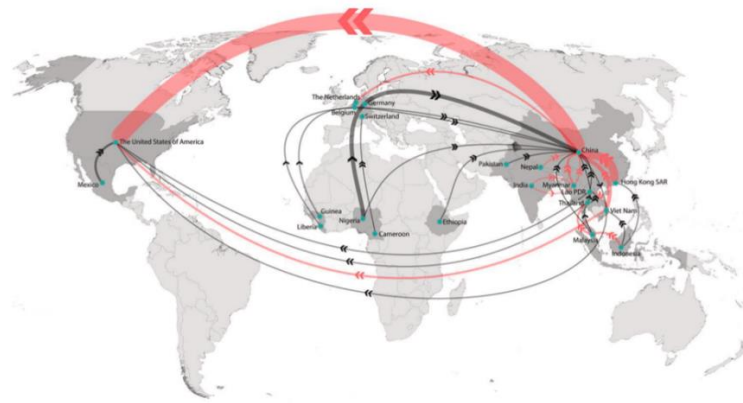 The Netherlands
Germany
Belgium
Switzerland
The United States of America
China
Pakistan
Nepal
Mexico
India
Myanmar
Hong Kong SAR
Lao PDR
Thailand
Guinea
Viet Nam
Liberia
Nigeria
Ethiopia
Cameroon
Malaysia
Indonesia